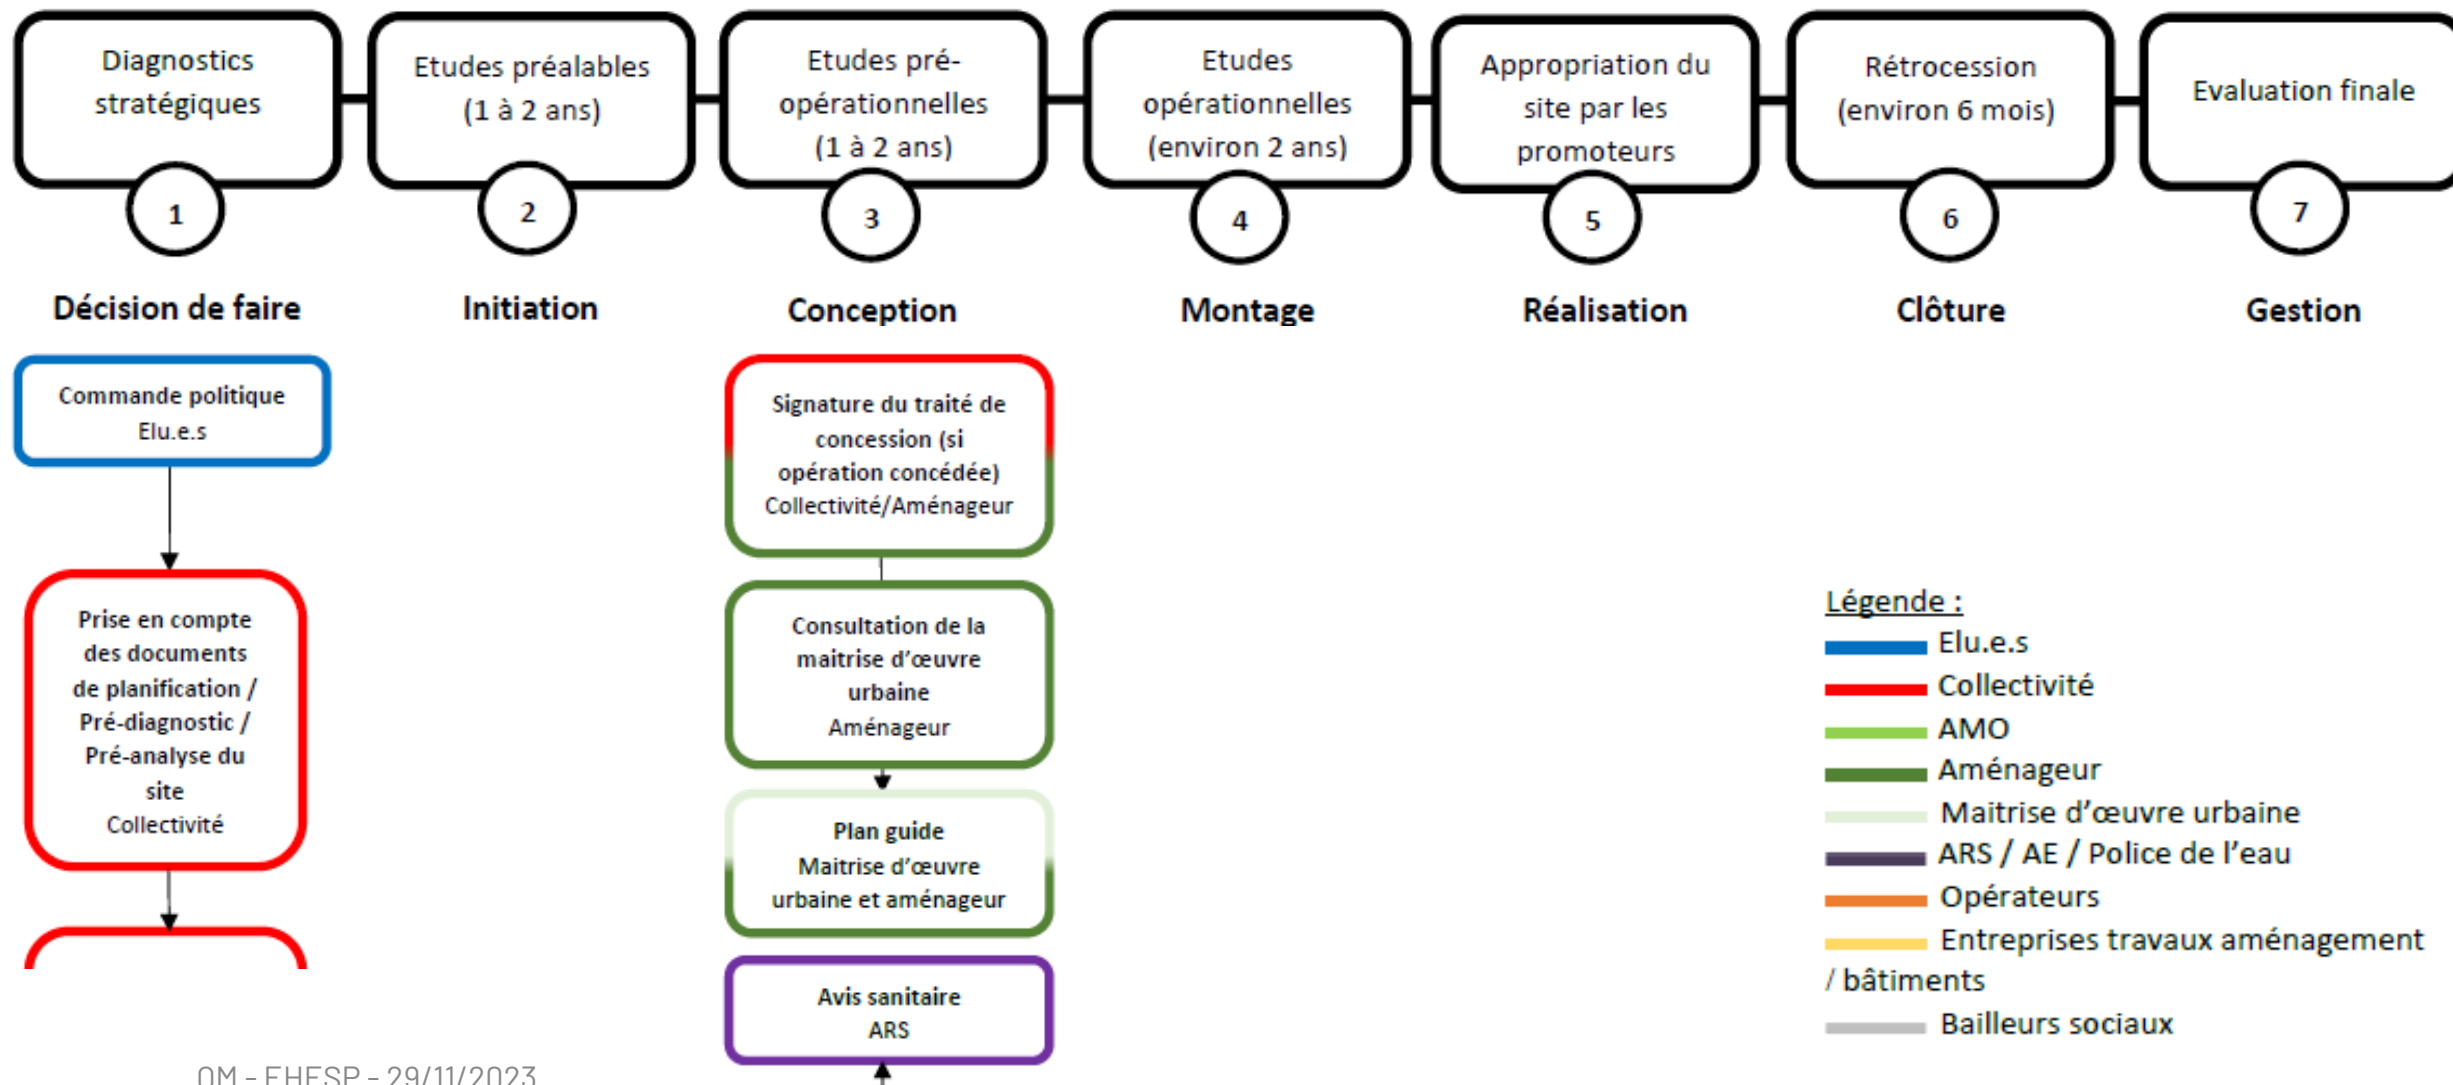 Diagnostics
stratégiques
1
Décision de faire
Etudes préalables
(1 à 2 ans)
2
Initiation
Etudes pré-
opérationnelles
(1 à 2 ans)
3
Conception
Etudes
opérationnelles
(environ 2 ans)
4
Montage
Appropriation du
site par les
promoteurs
5
Réalisation
Rétrocession
(environ 6 mois)
6
Clôture
Evaluation finale
7
Gestion
Commande politique
Elu.e.s
Prise en compte
des documents
de planification /
Pré-diagnostic /
Pré-analyse du
site
Collectivité
Signature du traité de
concession (si
opération concédée)
Collectivité/Aménageur
Consultation de la
maitrise d’œuvre
urbaine
Aménageur
Plan guide
Maitrise d’œuvre
urbaine et aménageur
Avis sanitaire
ARS
Légende :
Elu.e.s
Collectivité
AMO
Aménageur
Maitrise d’œuvre urbaine
ARS / AE / Police de l’eau
Opérateurs
Entreprises travaux aménagement
/ bâtiments
Bailleurs sociaux
OM - EHESP - 29/11/2023